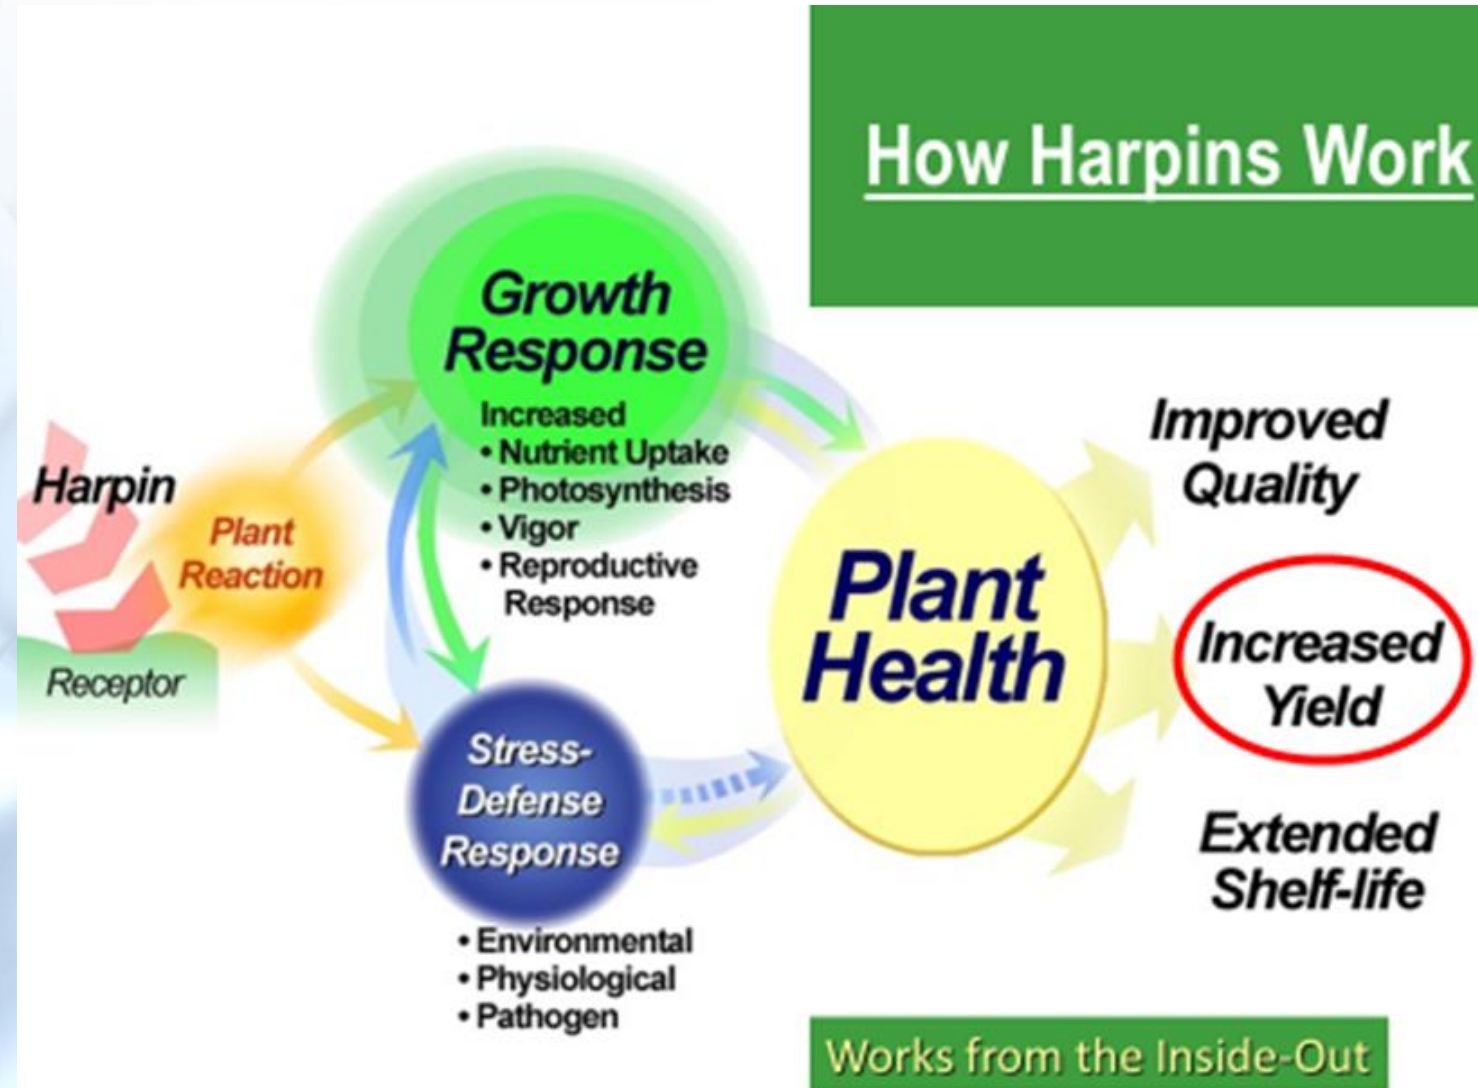 How Harpins Work
Growth
Response
Increased
• Nutrient Uptake
• Photosynthesis
• Vigor
• Reproductive
Response
Harpin
Plant
Reaction
Receptor
Stress-
Defense
Response
• Environmental
• Physiological
• Pathogen
Plant
Health
Improved
Quality
Increased
Yield
Extended
Shelf-life
Works from the Inside-Out